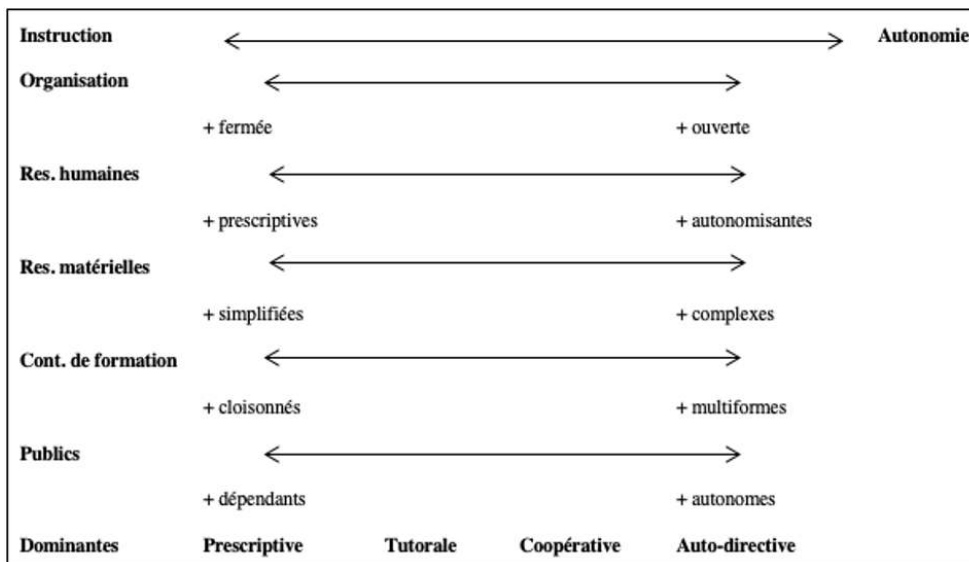 Instruction Autonomie
Organisation
+ fermée + ouverte
Res. humaines
+ prescriptives + autonomisantes
Res. matérielles
+ simplifiées + complexes
Cont. de formation
+ cloisonnés + multiformes
Publics
+ dépendants + autonomes
Dominantes Prescriptive Tutorale Coopérative Auto-directive